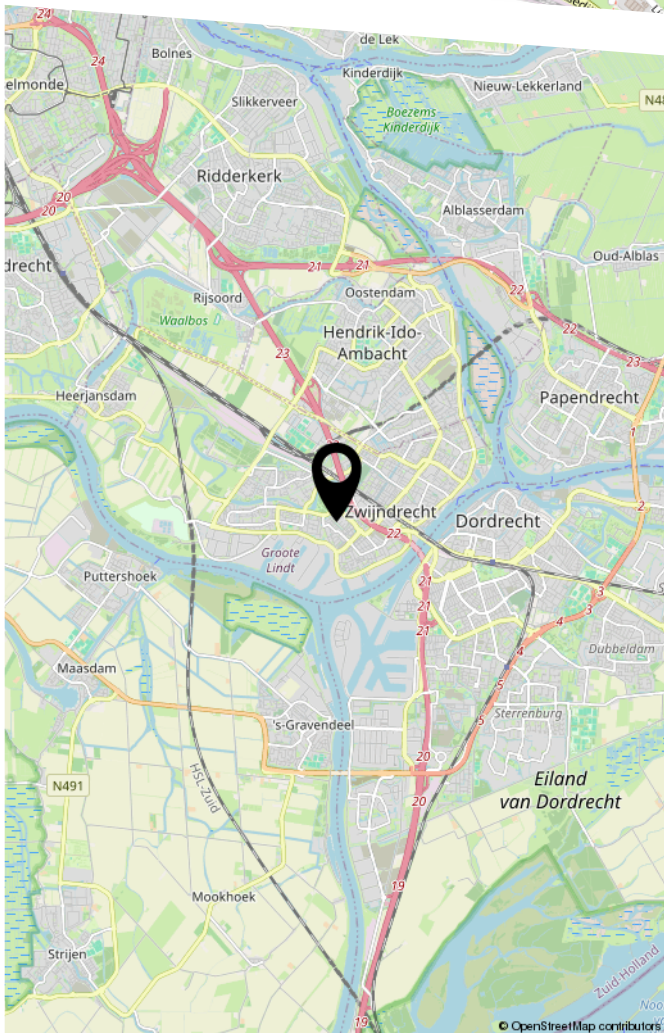 24
de Lek
Bolnes
24
Kinderdijk
elmonde
Nieuw-Lekkerland
Slikkerveer
N48
Boezems
Kinderdijk
Ridderkerk
20
20
Alblasserdam
Oud-Alblas
drecht
21
21
22
Rijsoord
Oostendam
Waalbos
22
Hendrik-Ido-
Ambacht
23
23
Heerjansdam
Papendrecht
1
Zwijndrecht
Dordrecht
2
22
Groote
Lindt
Puttershoek
21
21
3
3
4
21
4
Dubbeldam
Maasdam
5
Sterrenburg
's-Gravendeel
5
20
HSL-Zuid
N491
Eiland
van Dordrecht
20
19
Mookhoek
Strijen
Zuid-Holland
19
© OpenStreetMap contributor